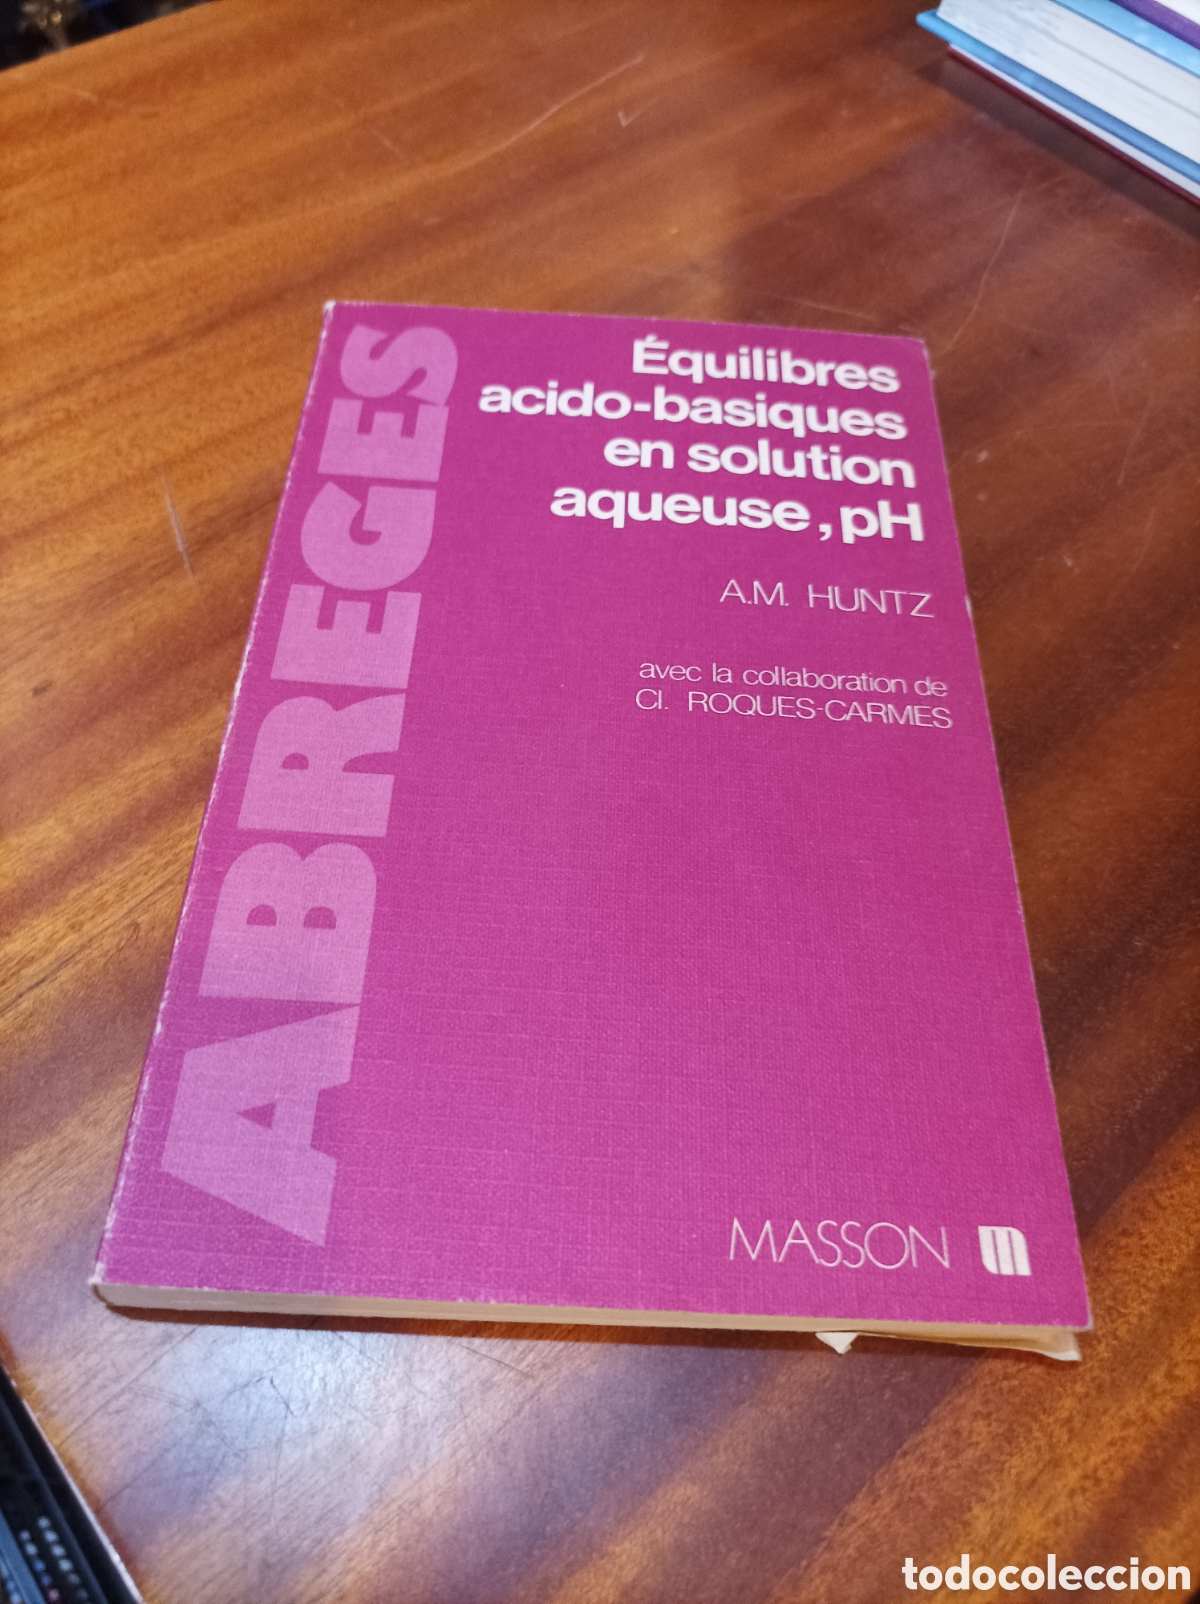 Équilibres
acido-basiques
en solution
aqueuse, pH
A.M. HUNTZ
avec la collaboration de
Cl. ROQUES-CARMES
ABREGES
MASSON m
todocoleccion